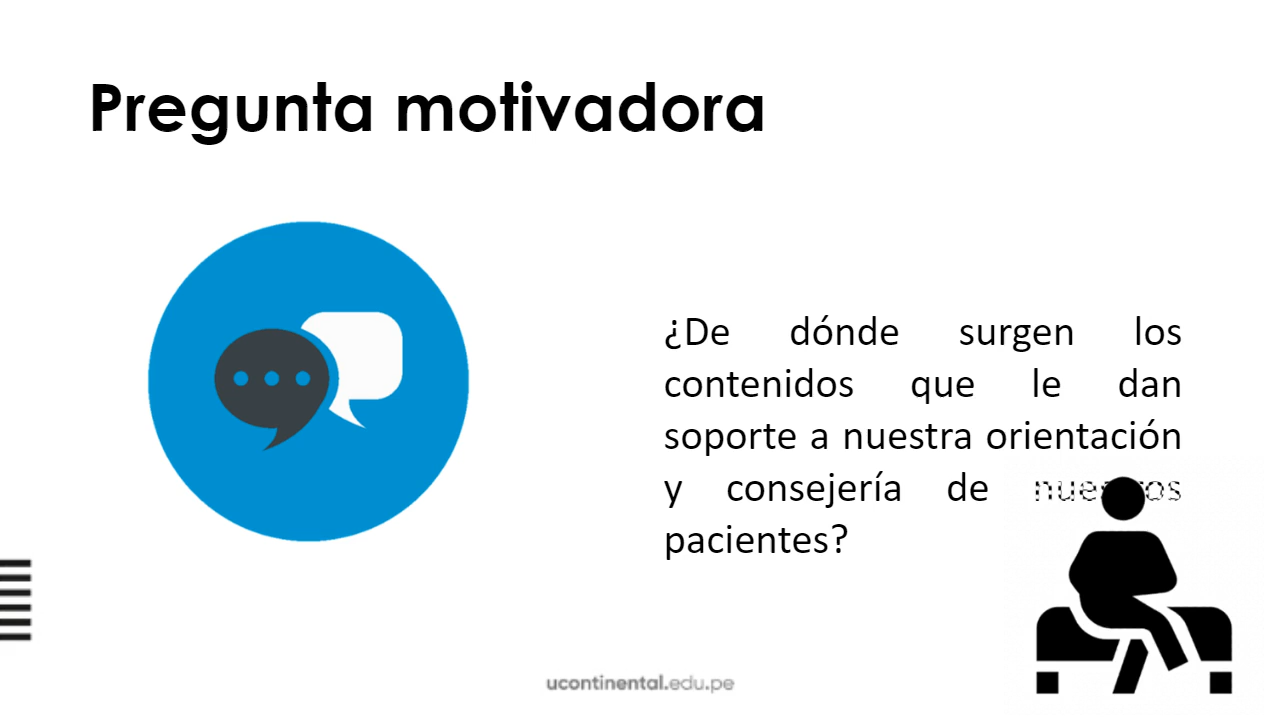 Pregunta motivadora
¿De dónde surgen los
contenidos que le dan
soporte a nuestra orientación
y consejería de nuestros
pacientes?
ucontinental.edu.pe